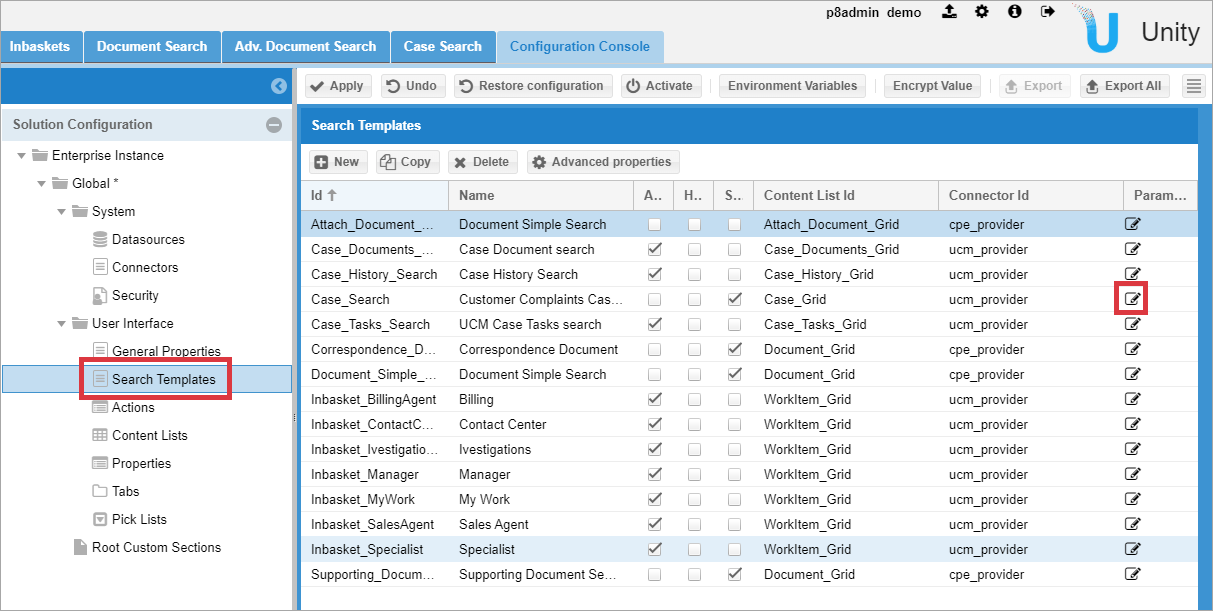 p8admin demo
Unity
Inbaskets Document Search Adv. Document Search Case Search Configuration Console
Apply Undo Restore configuration Activate Environment Variables Encrypt Value Export Export All
Solution Configuration
Enterprise Instance
Global *
System
Datasources
Connectors
Security
User Interface
General Properties
Search Templates
Actions
Content Lists
Properties
Tabs
Pick Lists
Root Custom Sections
Search Templates
New Copy Delete Advanced properties
Id Name A.. H.. S.. Content List Id Connector Id Param...
Attach_Document_... Document Simple Search Attach_Document_Grid cpe_provider
Case_Documents_... Case Document search Case_Documents_Grid ucm_provider
Case_History_Search Case History Search Case_History_Grid ucm_provider
Case_Search Customer Complaints Cas... Case_Grid ucm_provider
Case_Tasks_Search UCM Case Tasks search Case_Tasks_Grid ucm_provider
Correspondence_D... Correspondence Document Document_Grid cpe_provider
Document_Simple_... Document Simple Search Document_Grid cpe_provider
Inbasket_BillingAgent Billing WorkItem_Grid ucm_provider
Inbasket_ContactC... Contact Center WorkItem_Grid ucm_provider
Inbasket_Ivestigatio... Ivestigations WorkItem_Grid ucm_provider
Inbasket_Manager Manager WorkItem_Grid ucm_provider
Inbasket_MyWork My Work WorkItem_Grid ucm_provider
Inbasket_SalesAgent Sales Agent WorkItem_Grid ucm_provider
Inbasket_Specialist Specialist WorkItem_Grid ucm_provider
Supporting_Docum... Supporting Document Se... Document_Grid cpe_provider